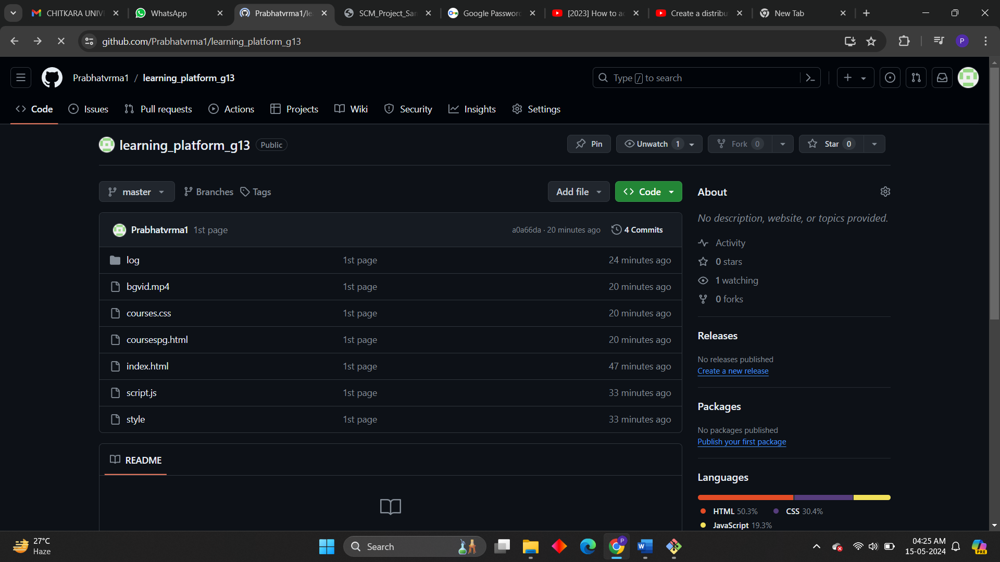 CHITKARA UNIV
WhatsApp
Prabhatvrma1/le
SCM_Project_Sar
Google Password
[2023] How to ac
Create a distribu
New Tab
github.com/Prabhatvrma1/learning_platform_g13
P
Prabhatvrma1 / learning_platform_g13
Type / to search
Code
Issues
Pull requests
Actions
Projects
Wiki
Security
Insights
Settings
learning_platform_g13 Public
Pin
Unwatch 1
Fork 0
Star 0
master
Branches
Tags
Add file
Code
Prabhatvrma1 1st page
a0a66da · 20 minutes ago
4 Commits
log 1st page 24 minutes ago
bgvid.mp4 1st page 20 minutes ago
courses.css 1st page 20 minutes ago
coursespg.html 1st page 20 minutes ago
index.html 1st page 47 minutes ago
script.js 1st page 33 minutes ago
style 1st page 33 minutes ago
README
About
No description, website, or topics provided.
Activity
0 stars
1 watching
0 forks
Releases
No releases published
Create a new release
Packages
No packages published
Publish your first package
Languages
HTML 50.3%
CSS 30.4%
JavaScript 19.3%
27°C
Haze
Search
P
W
04:25 AM
15-05-2024
PRE